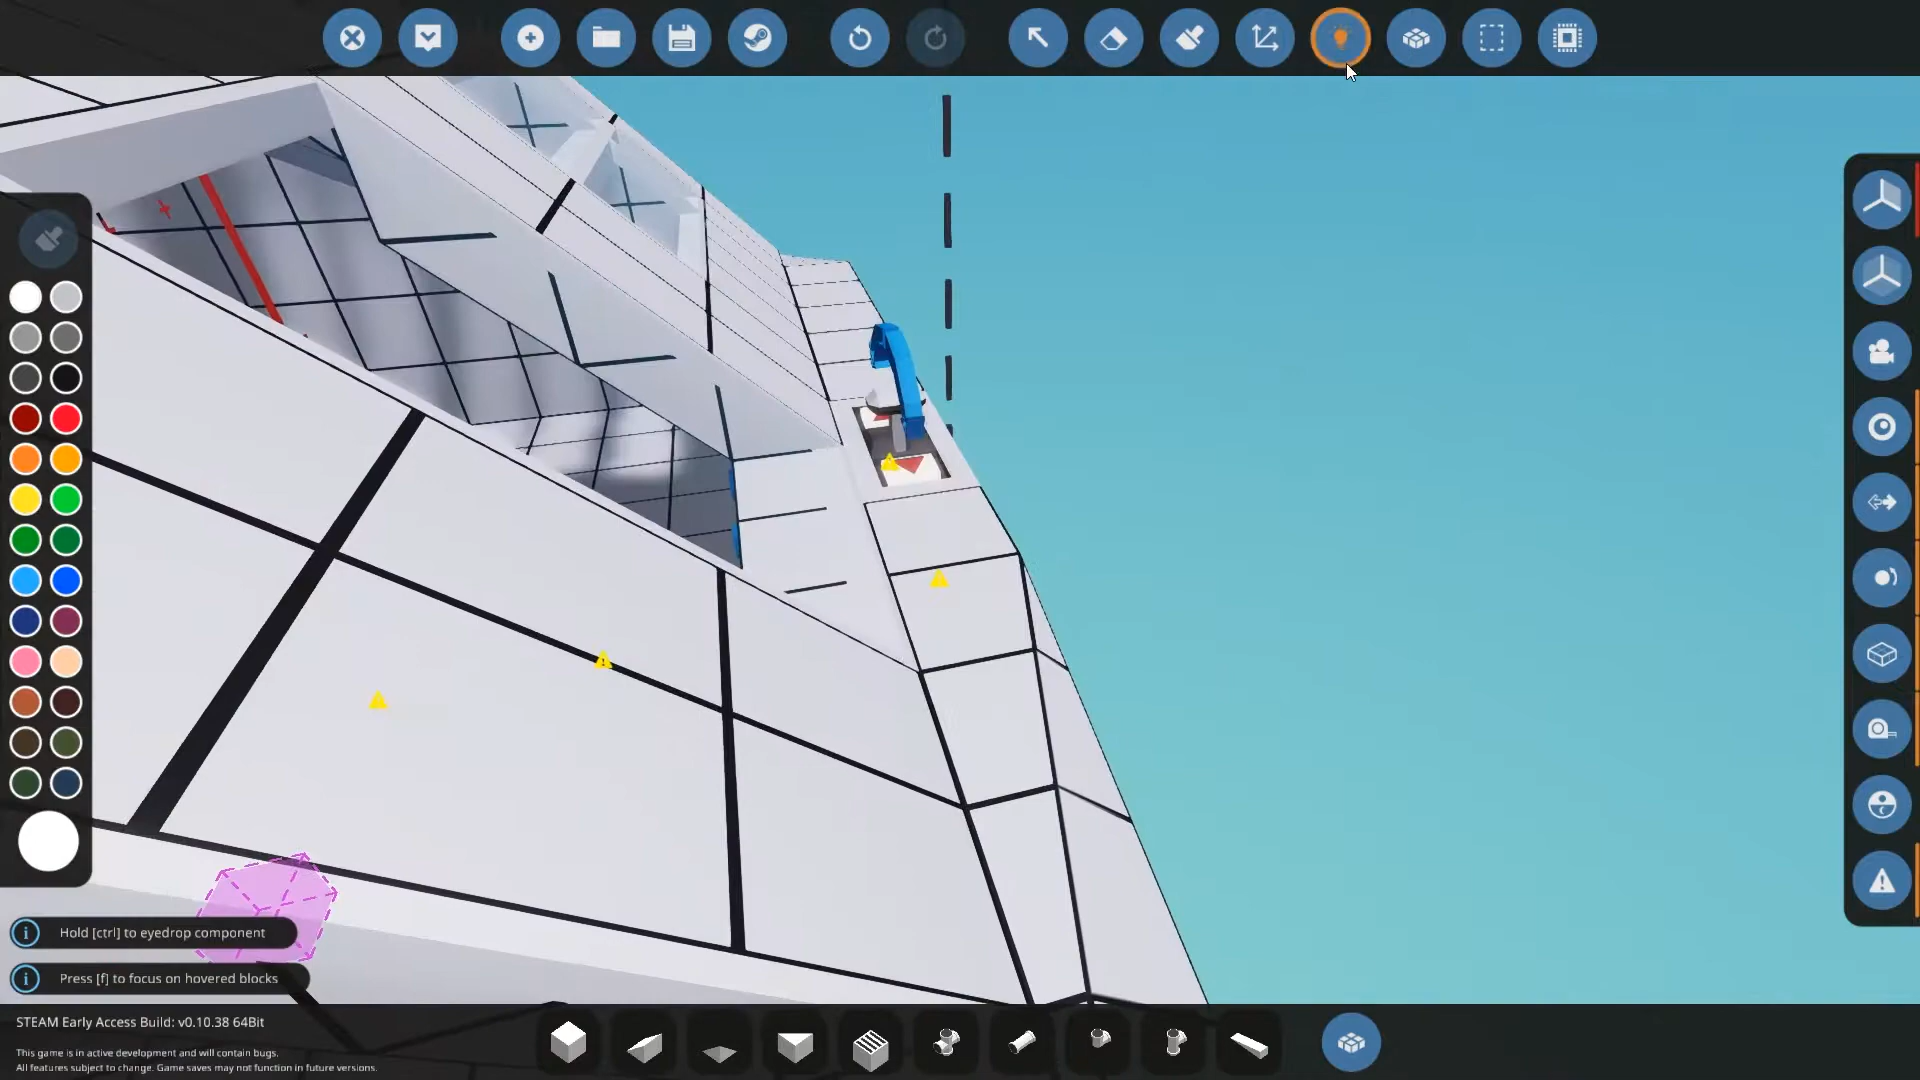 Hold [ctrl] to eyedrop component
Press [f] to focus on hovered blocks
STEAM Early Access Build: v0.10.38 64Bit
This game is in active development and will contain bugs.
All features subject to change. Game saves may not function in future versions.